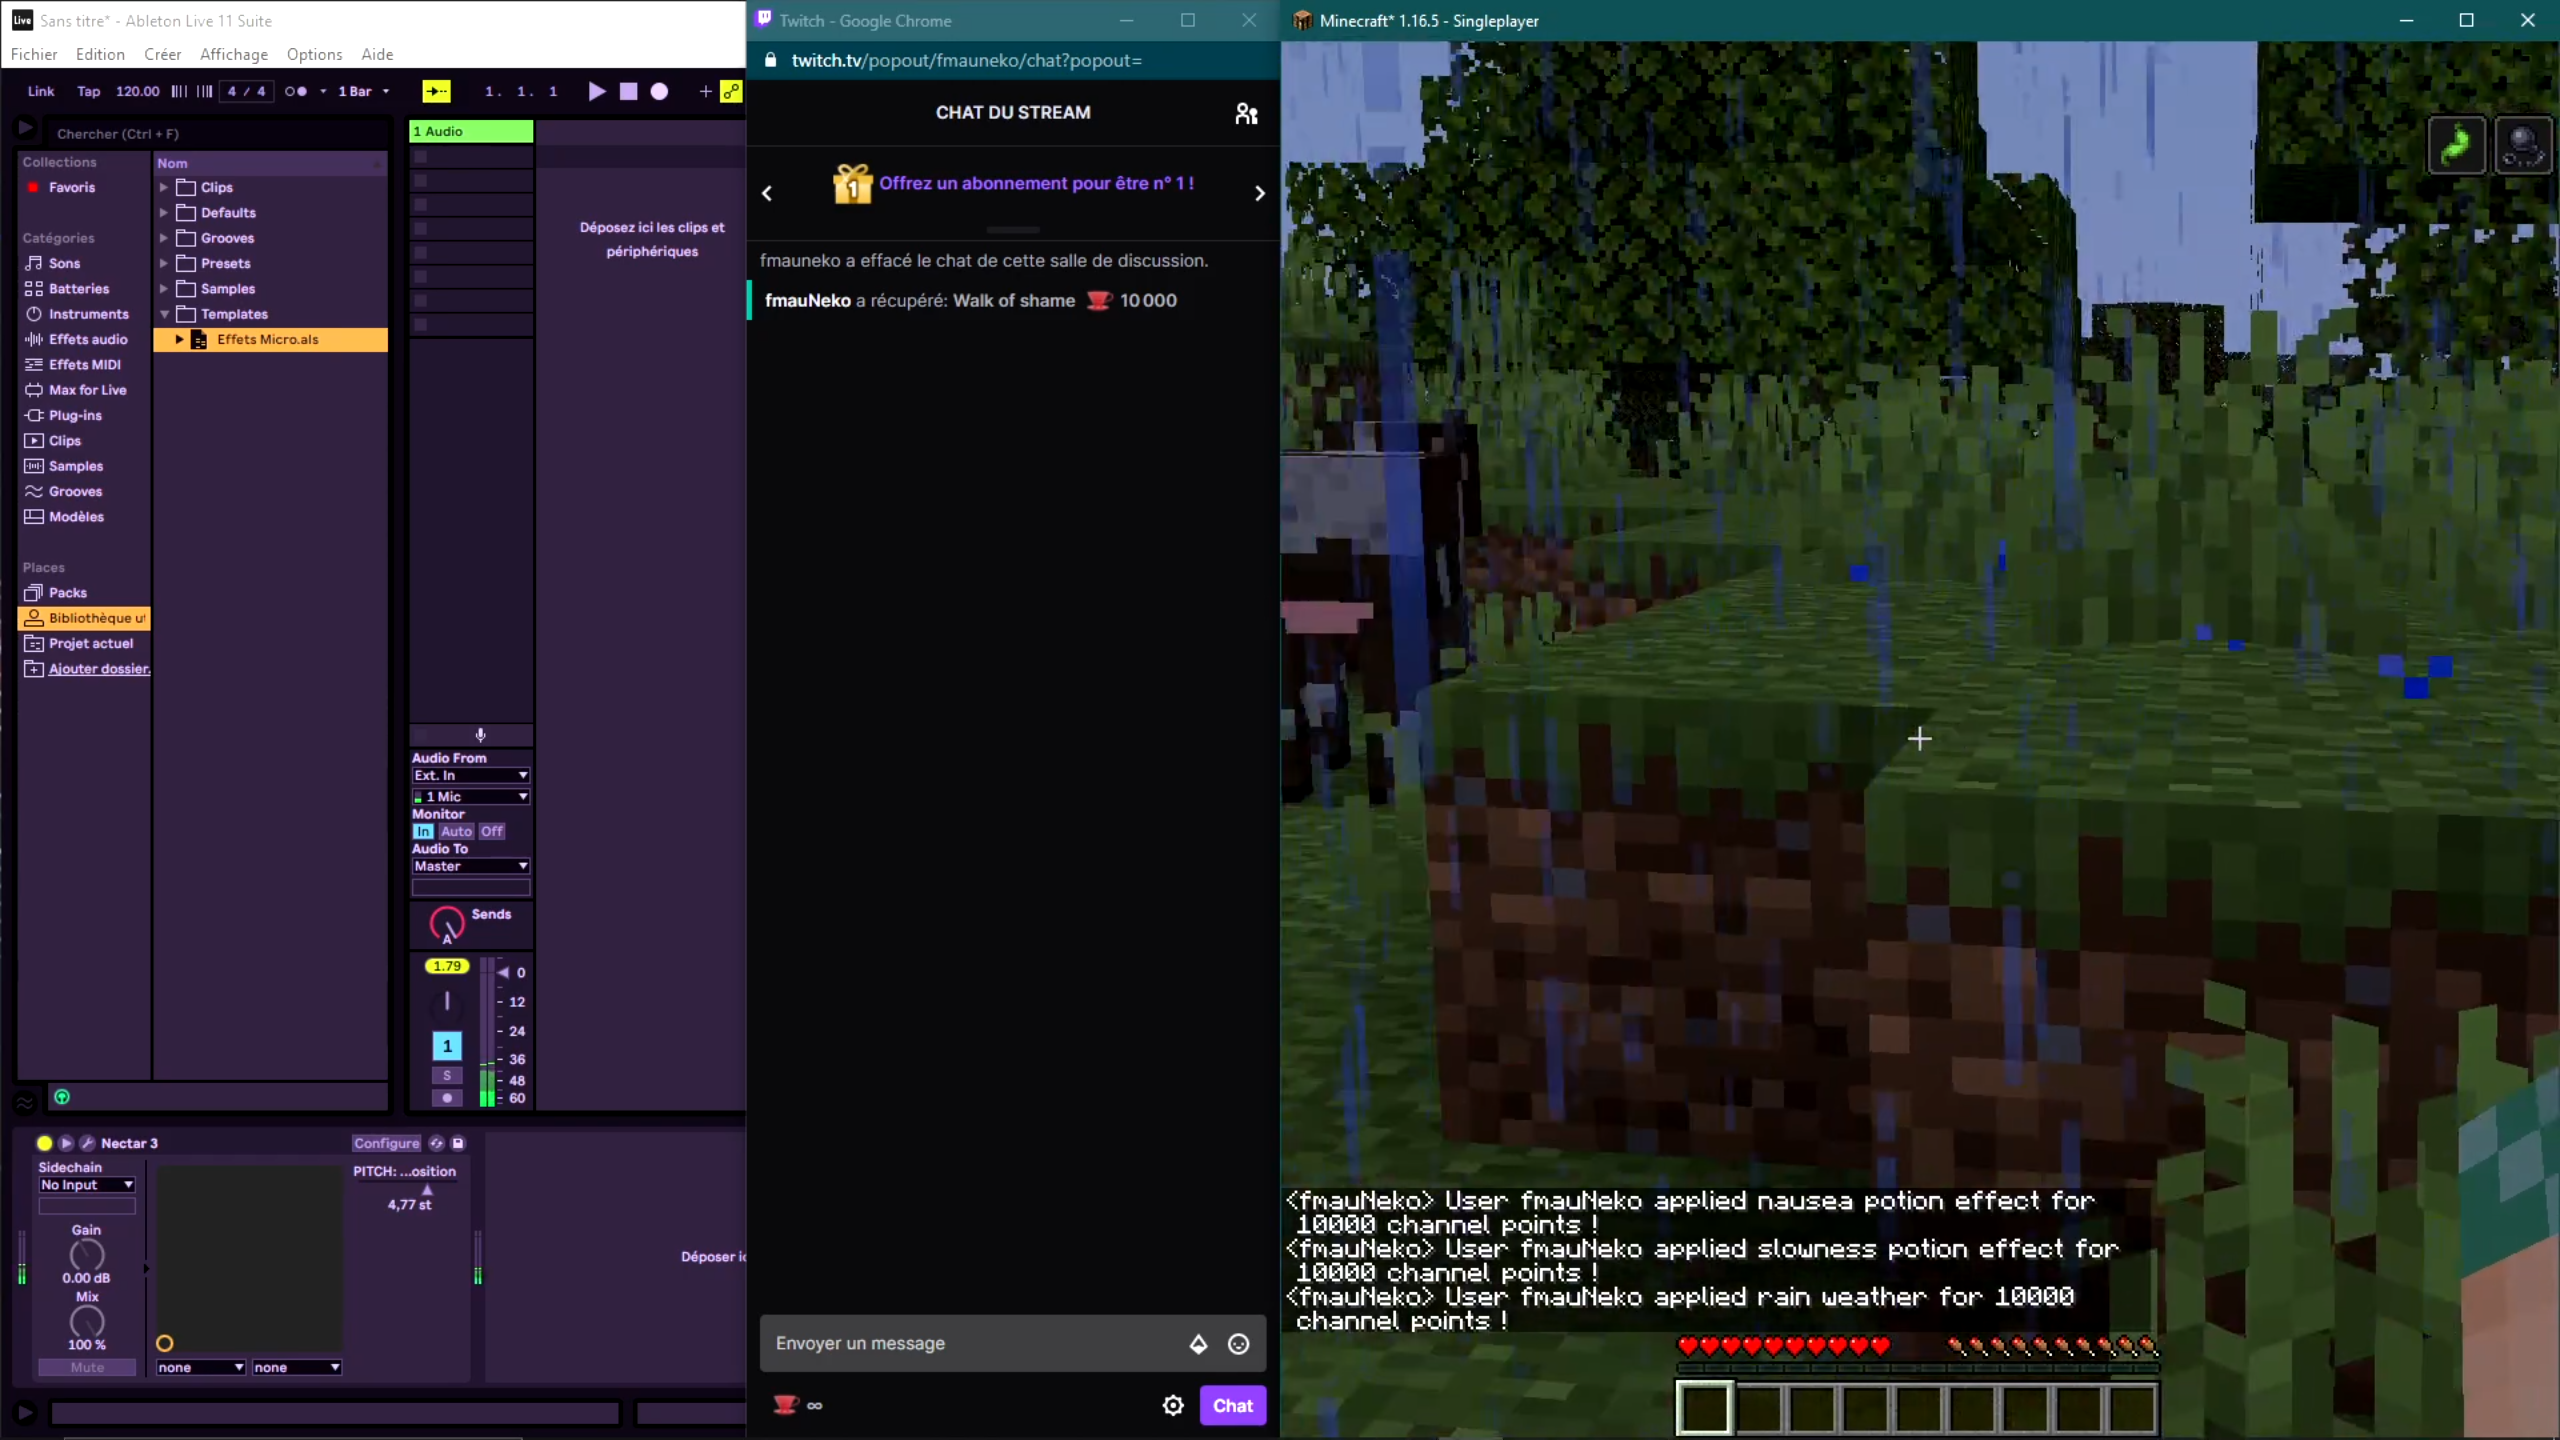 Live Sans titre* - Ableton Live 11 Suite
Fichier Edition Créer Affichage Options Aide
Link Tap 120.00 4 / 4 1 Bar 1. 1. 1
Chercher (Ctrl + F)
Collections
Favoris
Catégories
Sons
Batteries
Instruments
Effets audio
Effets MIDI
Max for Live
Plug-ins
Clips
Samples
Grooves
Modèles
Places
Packs
Bibliothèque ut
Projet actuel
Ajouter dossier.
Nom
Clips
Defaults
Grooves
Presets
Samples
Templates
Effets Micro.als
1 Audio
Déposez ici les clips et
périphériques
Audio From
Ext. In
1 Mic
Monitor
In Auto Off
Audio To
Master
Sends
A
1.79
0
12
24
36
48
60
1
S
Nectar 3 Configure
Sidechain
No Input
Gain
0.00 dB
Mix
100 %
Mute
none none
PITCH: ...osition
4,77 st
Déposer ic
Twitch - Google Chrome
twitch.tv/popout/fmauneko/chat?popout=
CHAT DU STREAM
1 Offrez un abonnement pour être n° 1 !
fmauneko a effacé le chat de cette salle de discussion.
fmauNeko a récupéré: Walk of shame 10 000
Envoyer un message
∞
Chat
Minecraft* 1.16.5 - Singleplayer
<fmauNeko> User fmauNeko applied nausea potion effect for
10000 channel points !
<fmauNeko> User fmauNeko applied slowness potion effect for
10000 channel points !
<fmauNeko> User fmauNeko applied rain weather for 10000
channel points !